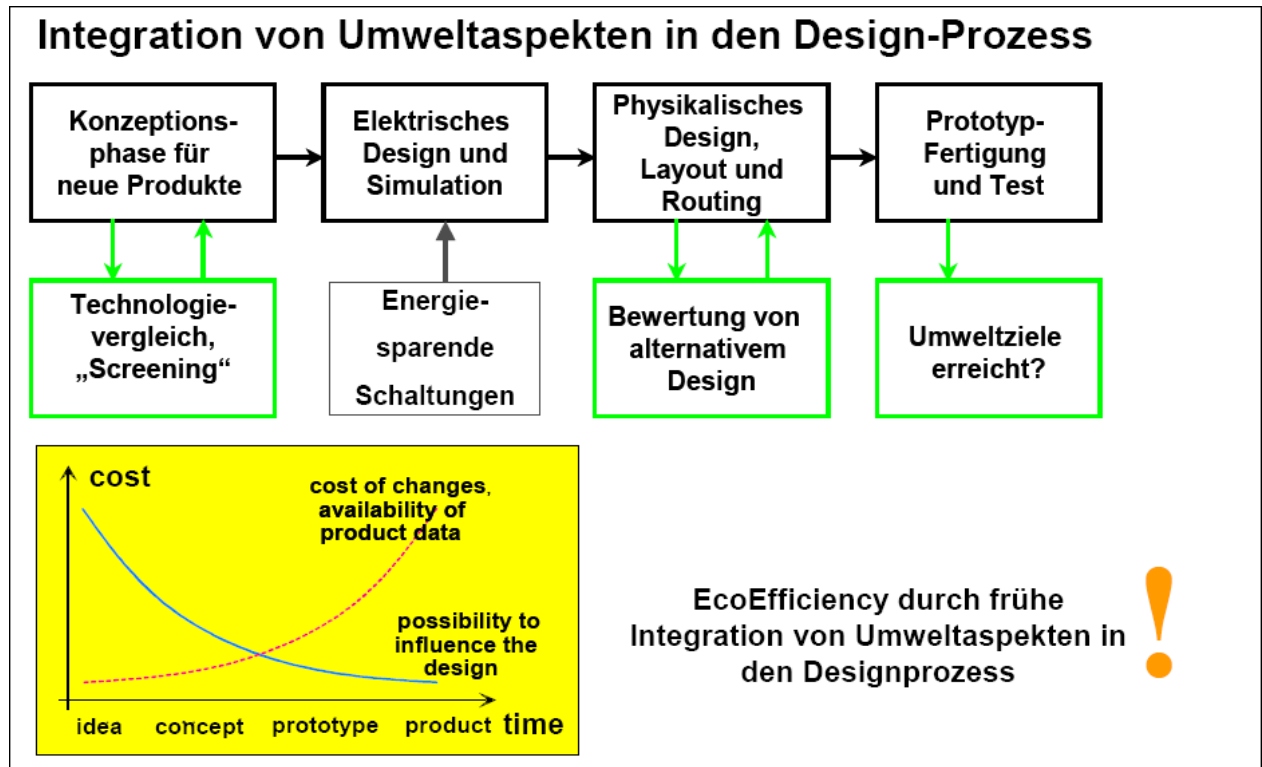 Integration von Umweltaspekten in den Design-Prozess
Konzeptions-
phase für
neue Produkte
Elektrisches
Design und
Simulation
Physikalisches
Design,
Layout und
Routing
Prototyp-
Fertigung
und Test
Technologie-
vergleich,
„Screening“
Energie-
sparende
Schaltungen
Bewertung von
alternativem
Design
Umweltziele
erreicht?
cost
cost of changes,
availability of
product data
possibility to
influence the
design
idea concept prototype product time
EcoEfficiency durch frühe
Integration von Umweltaspekten in
den Designprozess
!